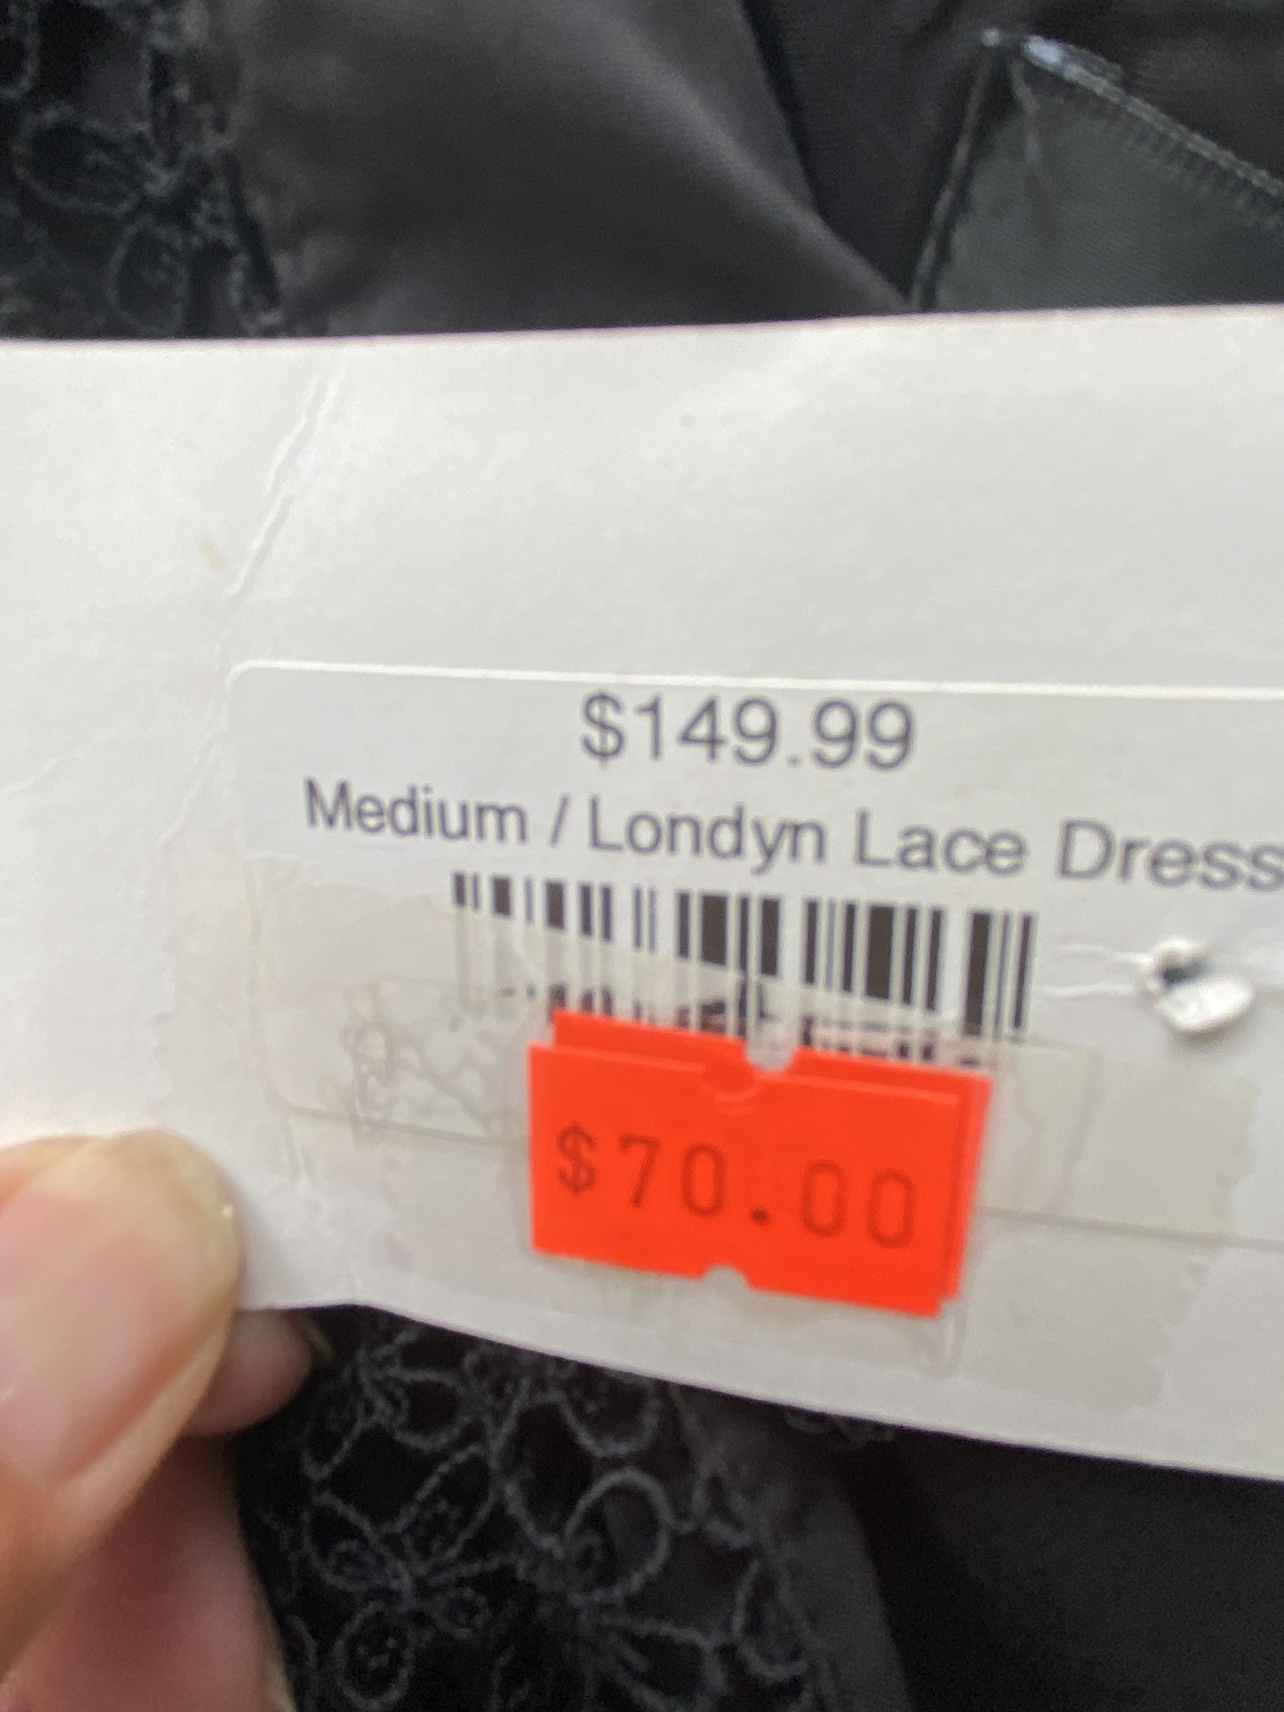 $149.99
Medium / Londyn Lace Dress
$70.00